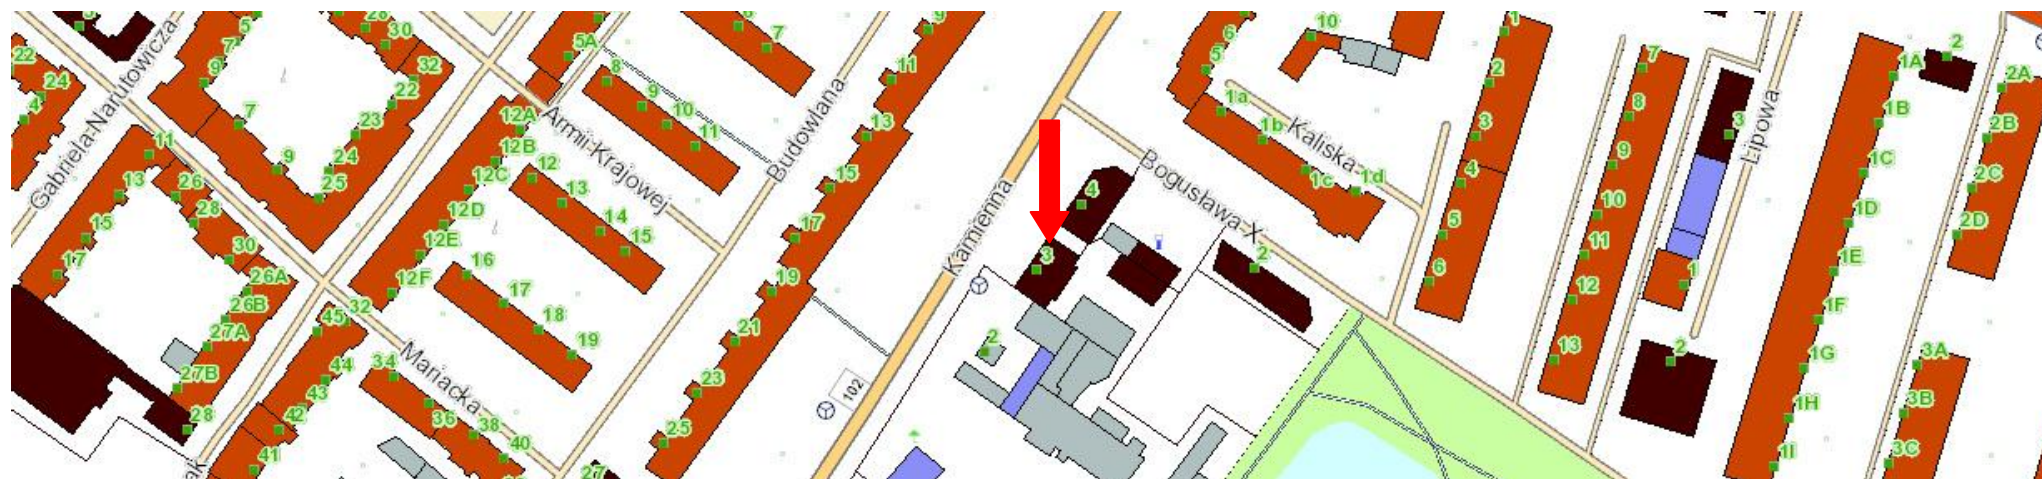 Gabriela-Narutowicza
Armii-Krajowej
Budowlana
Mariacka
Kamienna
Bogusława-X
Kaliska
Lipowa
102
22
24
4
5
7
9
28
30
32
22
23
24
25
7
9
11
13
15
17
26
28
30
26A
26B
27A
27B
28
32
45
44
43
42
41
5A
12A
12B
12C
12D
12E
12F
6
7
8
9
10
11
12
13
14
15
16
17
18
19
34
36
38
40
27
9
11
13
15
17
19
21
23
25
4
3
2
2
6
5
10
1a
1b
1c
1d
1
2
3
4
5
6
7
8
9
10
11
12
13
3
1
2
1A
1B
1C
1D
1E
1F
1G
1H
1I
2
2A
2B
2C
2D
3A
3B
3C